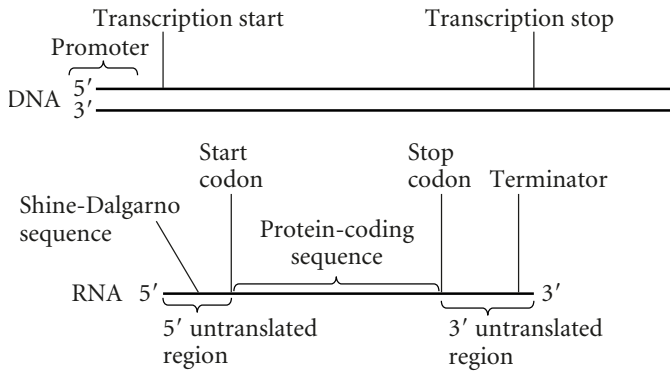 Transcription start
Transcription stop
Promoter
DNA
5′
3′
Start
codon
Stop
codon
Terminator
Shine-Dalgarno
sequence
Protein-coding
sequence
RNA
5′
3′
5′ untranslated
region
3′ untranslated
region